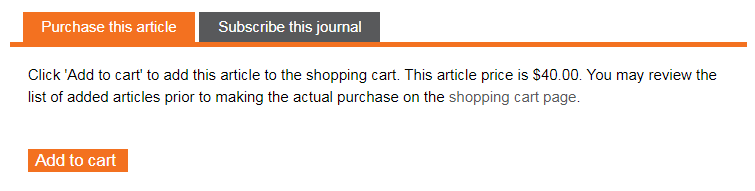 Purchase this article
Subscribe this journal
Click 'Add to cart' to add this article to the shopping cart. This article price is $40.00. You may review the
list of added articles prior to making the actual purchase on the shopping cart page.
Add to cart